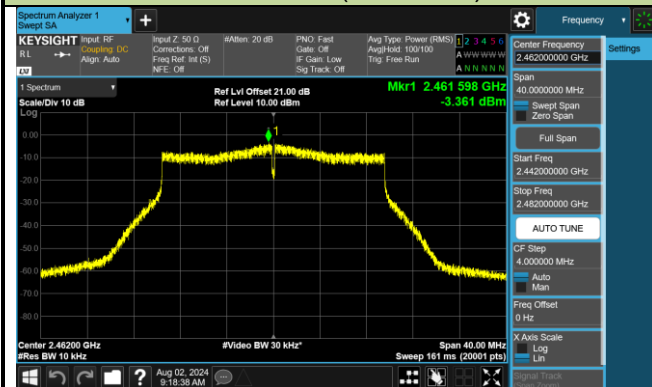 Spectrum Analyzer 1
Swept SA
Frequency
KEYSIGHT
RL
LXI
Input: RF
Coupling: DC
Align: Auto
Input Z: 50 Ω
Corrections: Off
Freq Ref: Int (S)
NFE: Off
#Atten: 20 dB
PNO: Fast
Gate: Off
IF Gain: Low
Sig Track: Off
Avg Type: Power (RMS)
Avg|Hold: 100/100
Trig: Free Run
1 2 3 4 5 6
A W W W W W
A N N N N N
1 Spectrum
Scale/Div 10 dB
Log
Ref Lvl Offset 21.00 dB
Ref Level 10.00 dBm
Mkr1 2.461 598 GHz
-3.361 dBm
1
0.00
-10.0
-20.0
-30.0
-40.0
-50.0
-60.0
-70.0
-80.0
Center 2.46200 GHz
#Res BW 10 kHz
#Video BW 30 kHz*
Span 40.00 MHz
Sweep 161 ms (20001 pts)
Aug 02, 2024
9:18:38 AM
Center Frequency
2.462000000 GHz
Settings
Span
40.0000000 MHz
Swept Span
Zero Span
Full Span
Start Freq
2.442000000 GHz
Stop Freq
2.482000000 GHz
AUTO TUNE
CF Step
4.000000 MHz
Auto
Man
Freq Offset
0 Hz
X Axis Scale
Log
Lin
Signal Track